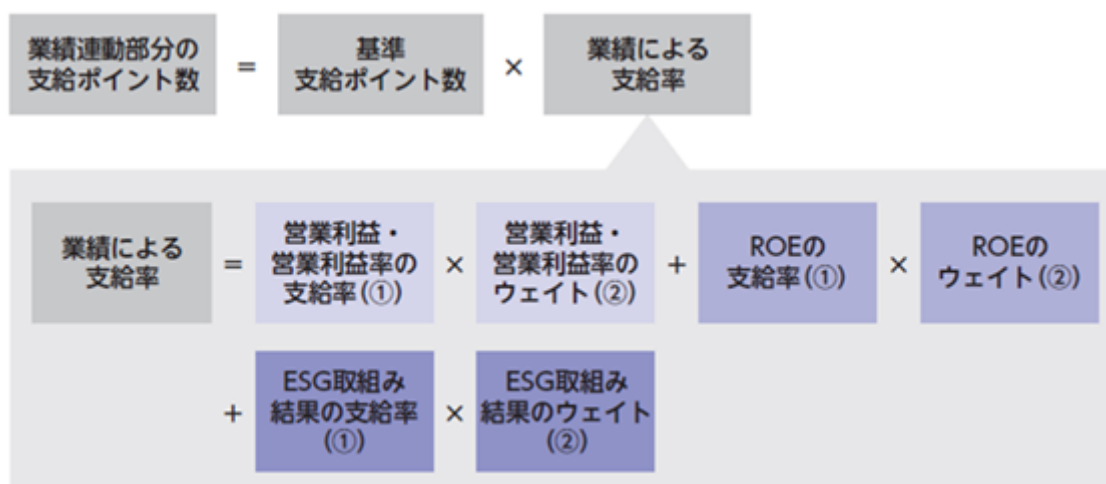 業績連動部分の
支給ポイント数
=
基準
支給ポイント数
×
業績による
支給率
業績による
支給率
=
営業利益・
営業利益率の
支給率(①)
×
営業利益・
営業利益率の
ウェイト(②)
+
ROEの
支給率(①)
×
ROEの
ウェイト(②)
+
ESG取組み
結果の支給率
(①)
×
ESG取組み
結果のウェイト
(②)